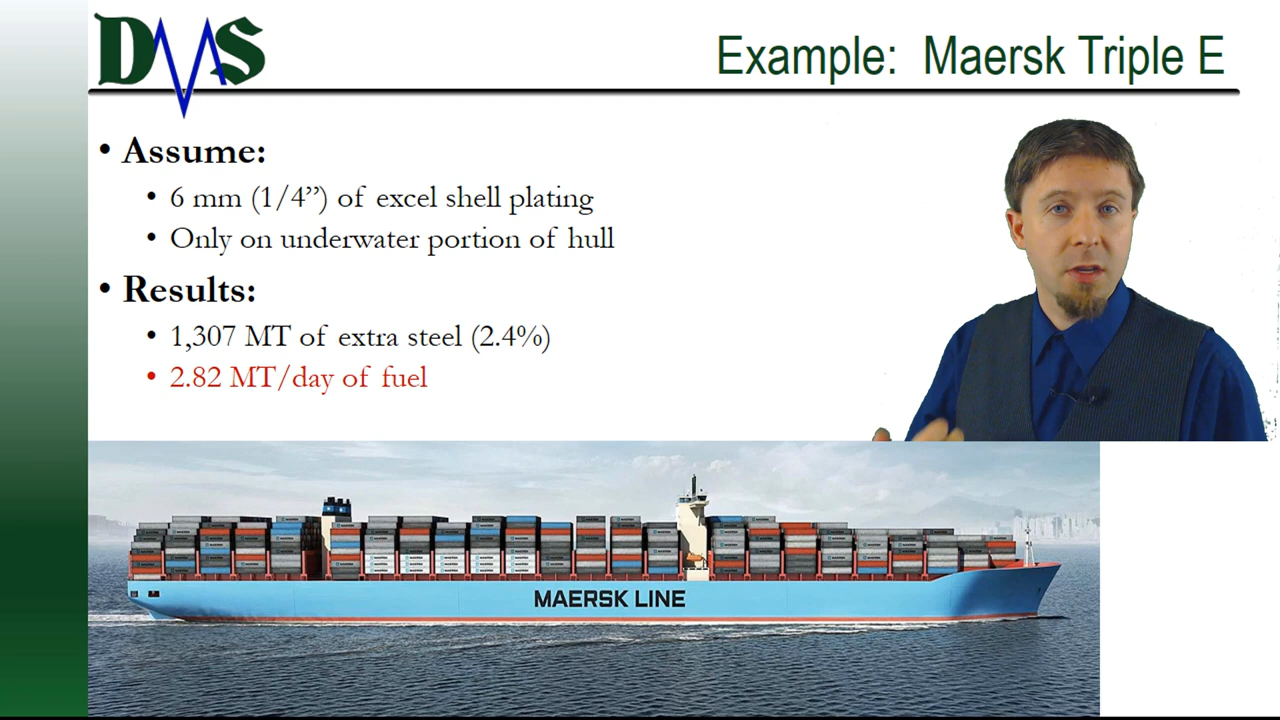 DMS
Example: Maersk Triple E
• Assume:
• 6 mm (1/4”) of excel shell plating
• Only on underwater portion of hull
• Results:
• 1,307 MT of extra steel (2.4%)
• 2.82 MT/day of fuel
MAERSK LINE